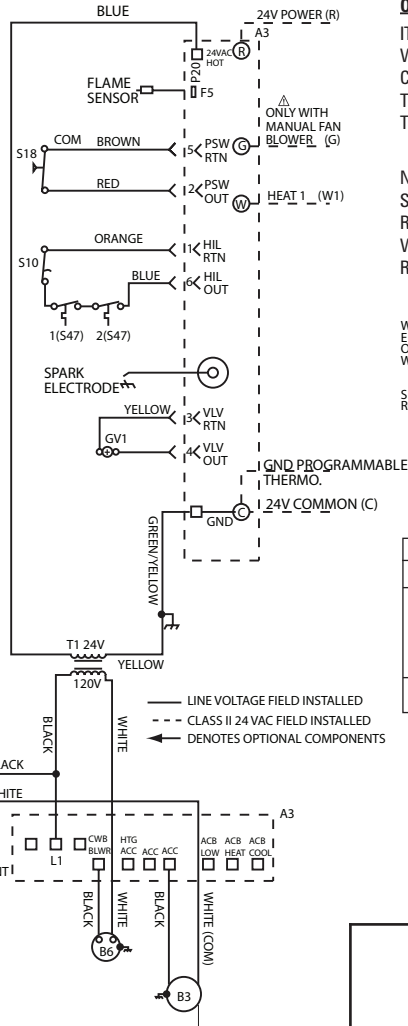 BLUE
24V POWER (R)
A3
24VAC
HOT
R
P20
FLAME
SENSOR
F5
ONLY WITH
MANUAL FAN
BLOWER (G)
COM BROWN
5 PSW
RTN
G
S18
RED
2 PSW
OUT
W
HEAT 1 (W1)
ORANGE
1 HIL
RTN
S10
BLUE
6 HIL
OUT
1(S47) 2(S47)
SPARK
ELECTRODE
YELLOW
3 VLV
RTN
GV1
4 VLV
OUT
GND PROGRAMMABLE
THERMO.
24V COMMON (C)
C
GND
GREEN/YELLOW
T1 24V
YELLOW
120V
BLACK
WHITE
LINE VOLTAGE FIELD INSTALLED
CLASS II 24 VAC FIELD INSTALLED
DENOTES OPTIONAL COMPONENTS
ACK
HITE
A3
L1
CWB
BLWR
HTG
ACC
ACC
ACC
ACB
LOW
ACB
HEAT
ACB
COOL
BLACK
WHITE
BLACK
WHITE (COM)
B6
B3